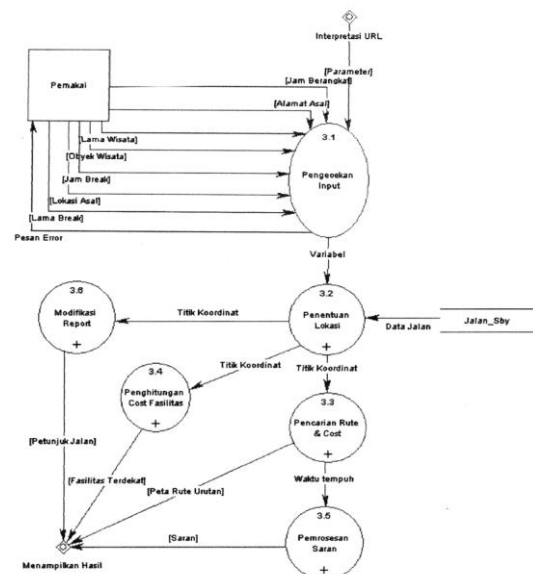 Interpretasi URL
Pemakai
[Jam Berangkat]
[Parameter]
[Alamat Asal]
3.1
[Lama Wisata]
[Obyek Wisata]
Pengecekan
Input
[Jam Break]
[Lokasi Asal]
[Lama Break]
Pesan Error
Variabel
3.6
Modifikasi
Report
+
Titik Koordinat
3.2
Penentuan
Lokasi
+
Data Jalan
Jalan_Sby
Titik Koordinat
Titik Koordinat
3.4
Penghitungan
Cost Fasilitas
+
3.3
Pencarian Rute
& Cost
+
[Petunjuk Jalan]
[Fasilitas Terdekat]
[Peta Rute Urutan]
Waktu tempuh
3.5
Pemrosesan
Saran
+
[Saran]
Menampilkan Hasil